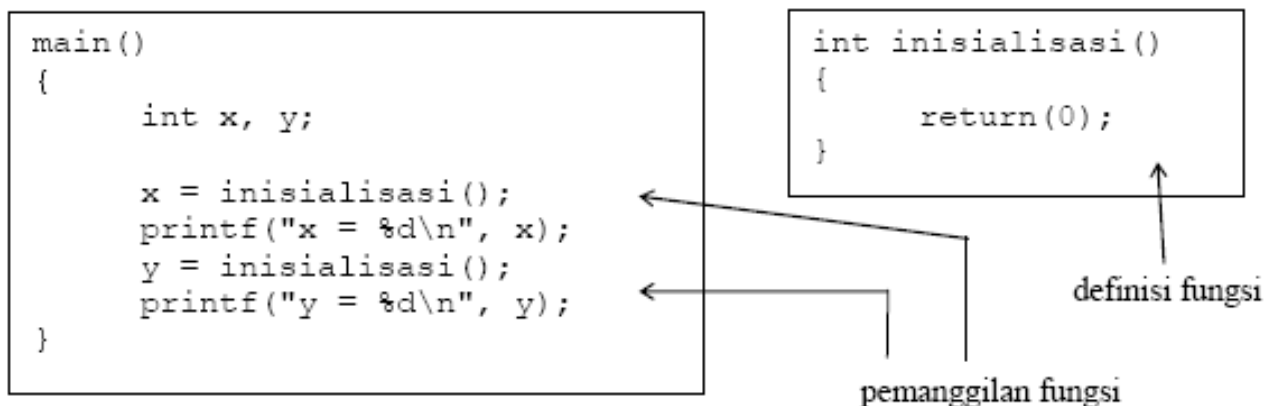 main()
{
int x, y;
x = inisialisasi();
printf("x = %d\n", x);
y = inisialisasi();
printf("y = %d\n", y);
}
int inisialisasi()
{
return(0);
}
definisi fungsi
pemanggilan fungsi